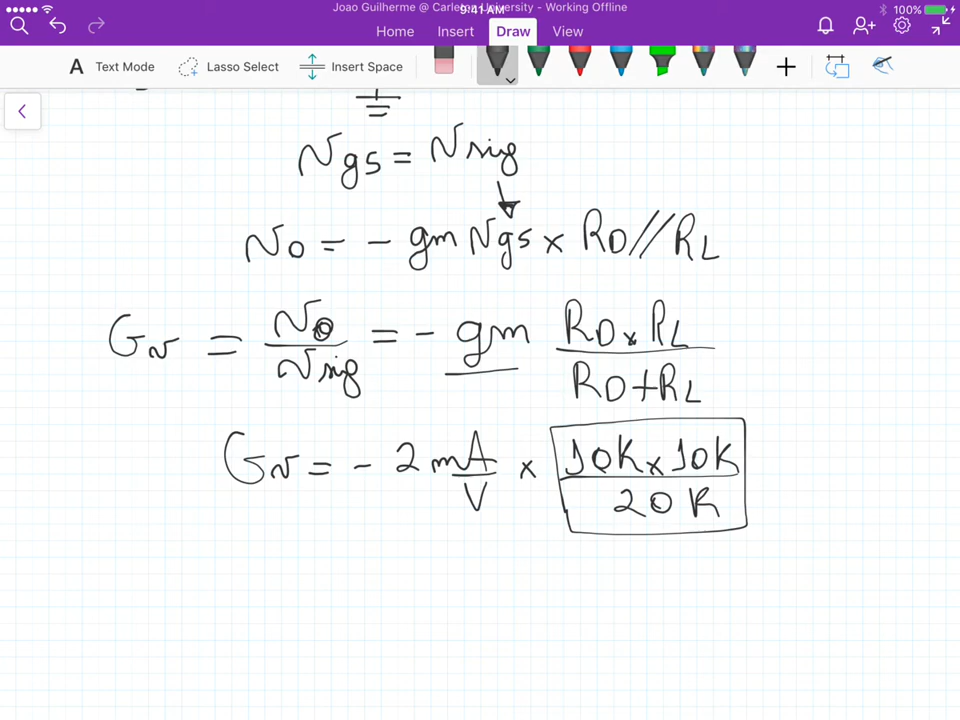 Joao Guilherme @ Carleton University - Working Offline
9:41 AM
100%
Home Insert Draw View
A Text Mode Lasso Select Insert Space
vgs = vsig
vo = - gm vgs x RD//RL
Gv = vo/vsig = - gm RD x RL / RD + RL
Gv = - 2 mA/V x 10K x 10K / 20K